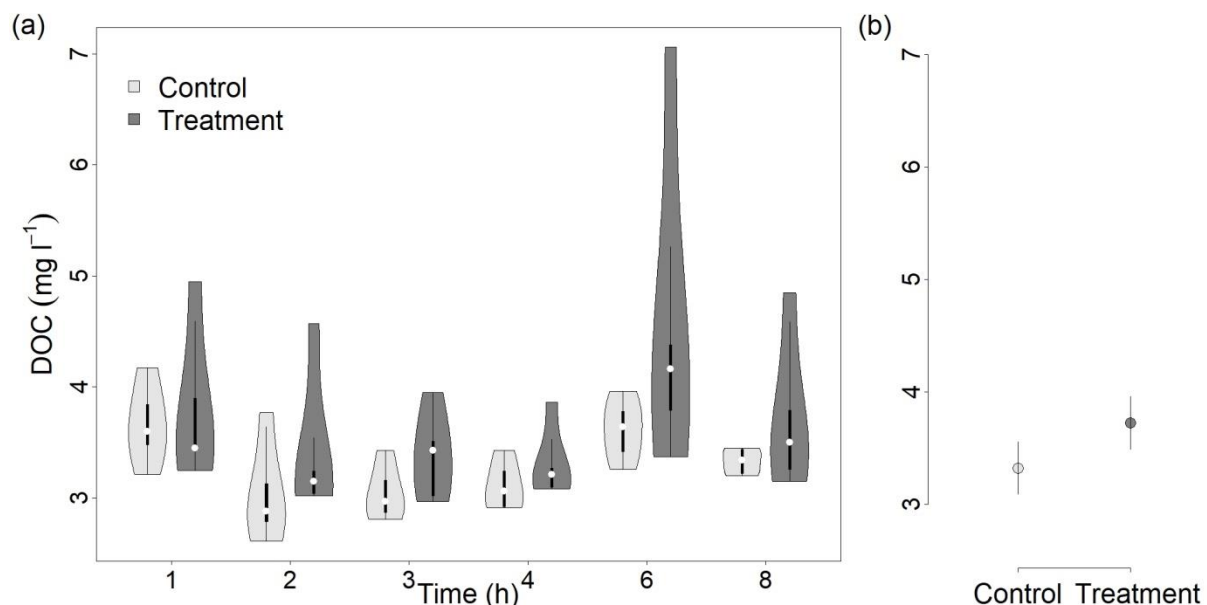 (a)
7
6
5
4
3
DOC (mg l⁻¹)
Control
Treatment
1 2 3 4 6 8
Time (h)
(b)
7
6
5
4
3
Control Treatment